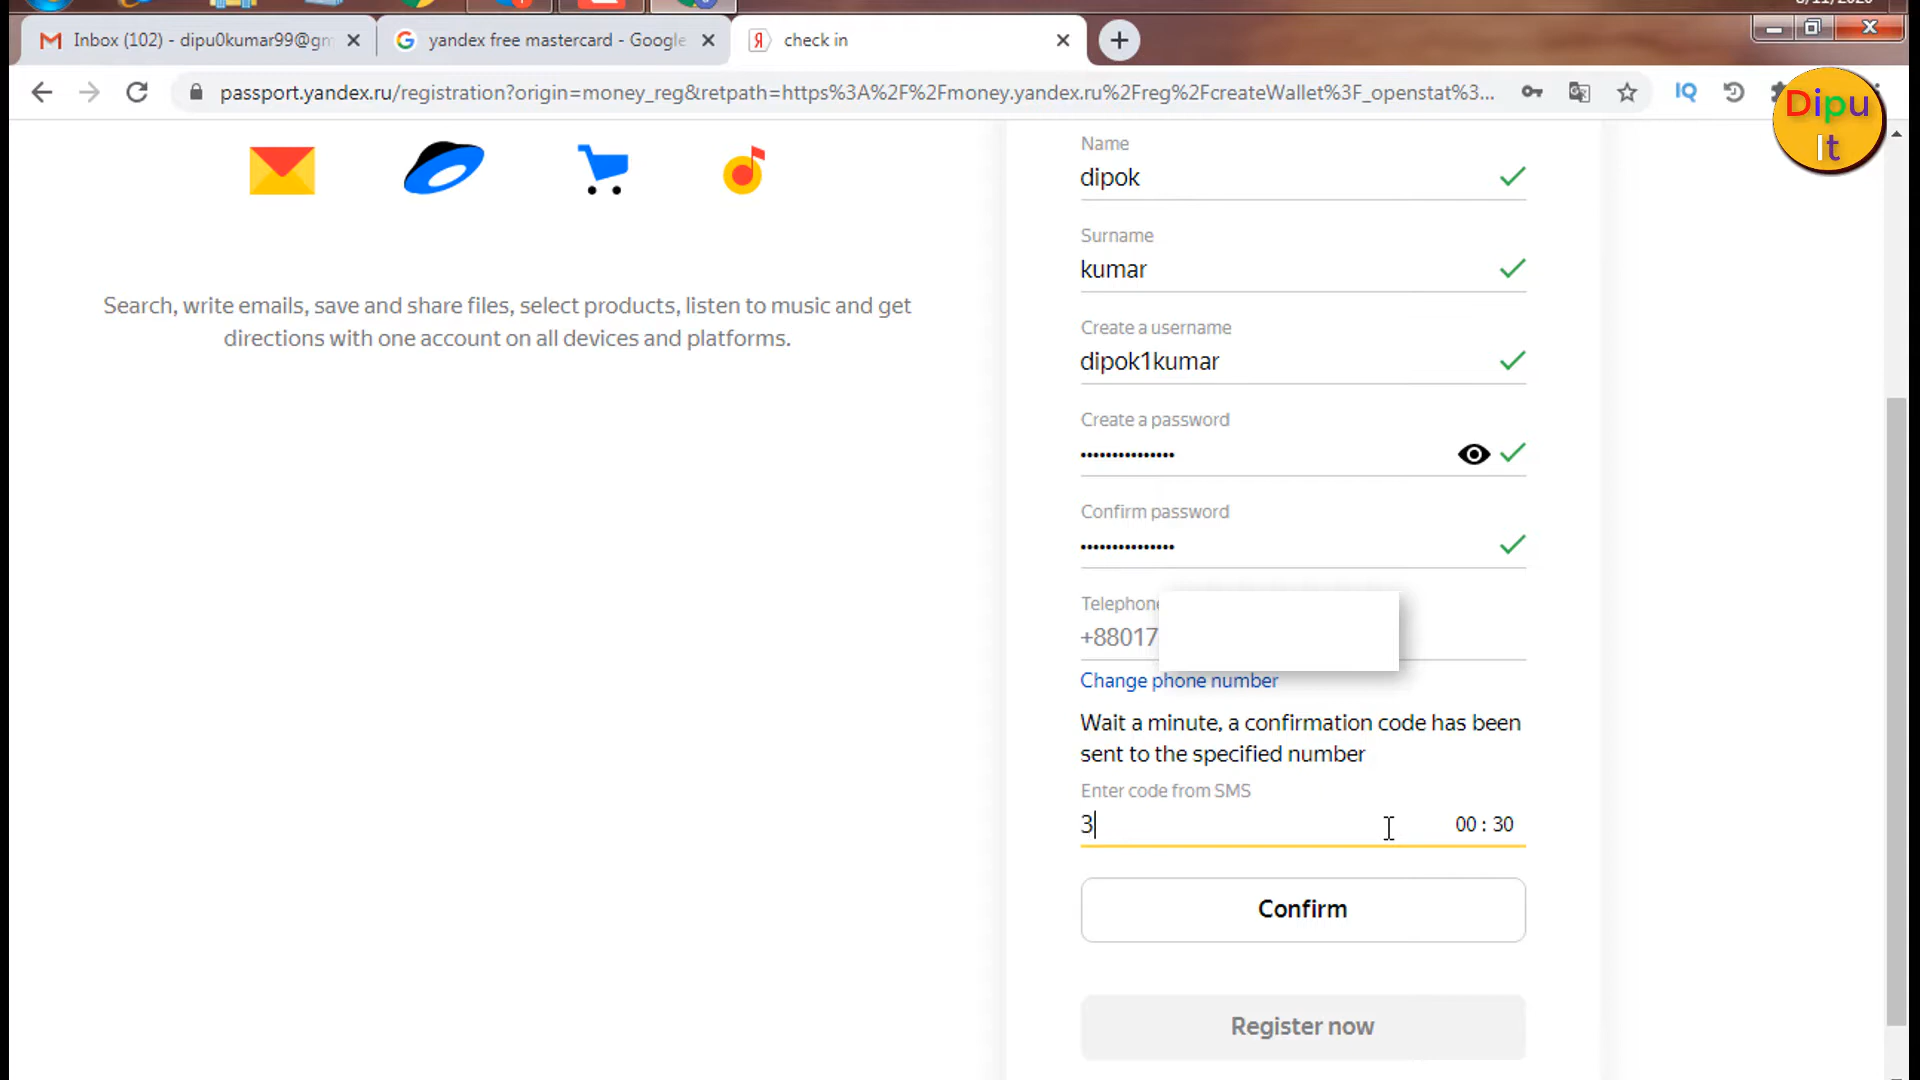 Inbox (102) - dipu0kumar99@gm
yandex free mastercard - Google
Я check in
passport.yandex.ru/registration?origin=money_reg&retpath=https%3A%2F%2Fmoney.yandex.ru%2Freg%2FcreateWallet%3F_openstat%3...
IQ
Dipu
It
Name
dipok
Surname
kumar
Search, write emails, save and share files, select products, listen to music and get
directions with one account on all devices and platforms.
Create a username
dipok1kumar
Create a password
•••••••••••••••
Confirm password
•••••••••••••••
Telephone
+88017
Change phone number
Wait a minute, a confirmation code has been
sent to the specified number
Enter code from SMS
3
00 : 30
Confirm
Register now